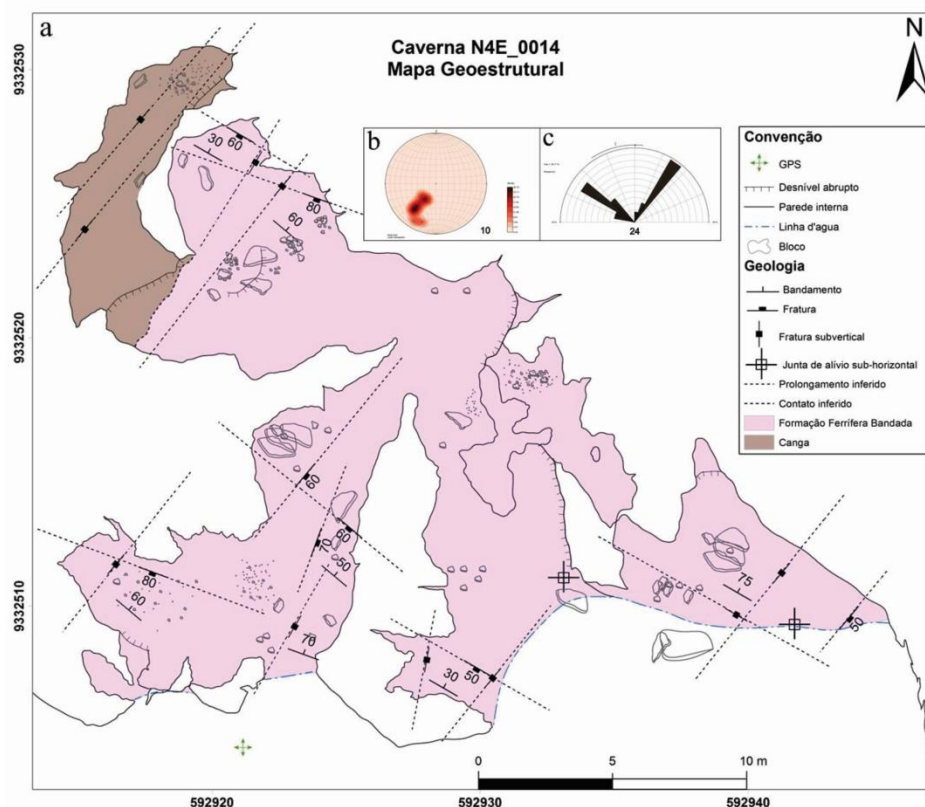 a
Caverna N4E_0014
Mapa Geoestrutural
N
9332530
9332520
9332510
30
60
80
60
b
10
c
24
60
60
70
50
80
60
70
30
50
75
50
Convenção
GPS
Desnível abrupto
Parede interna
Linha d'agua
Bloco
Geologia
Bandamento
Fratura
Fratura subvertical
Junta de alívio sub-horizontal
Prolongamento inferido
Contato inferido
Formação Ferrífera Bandada
Canga
0 5 10 m
592920 592930 592940